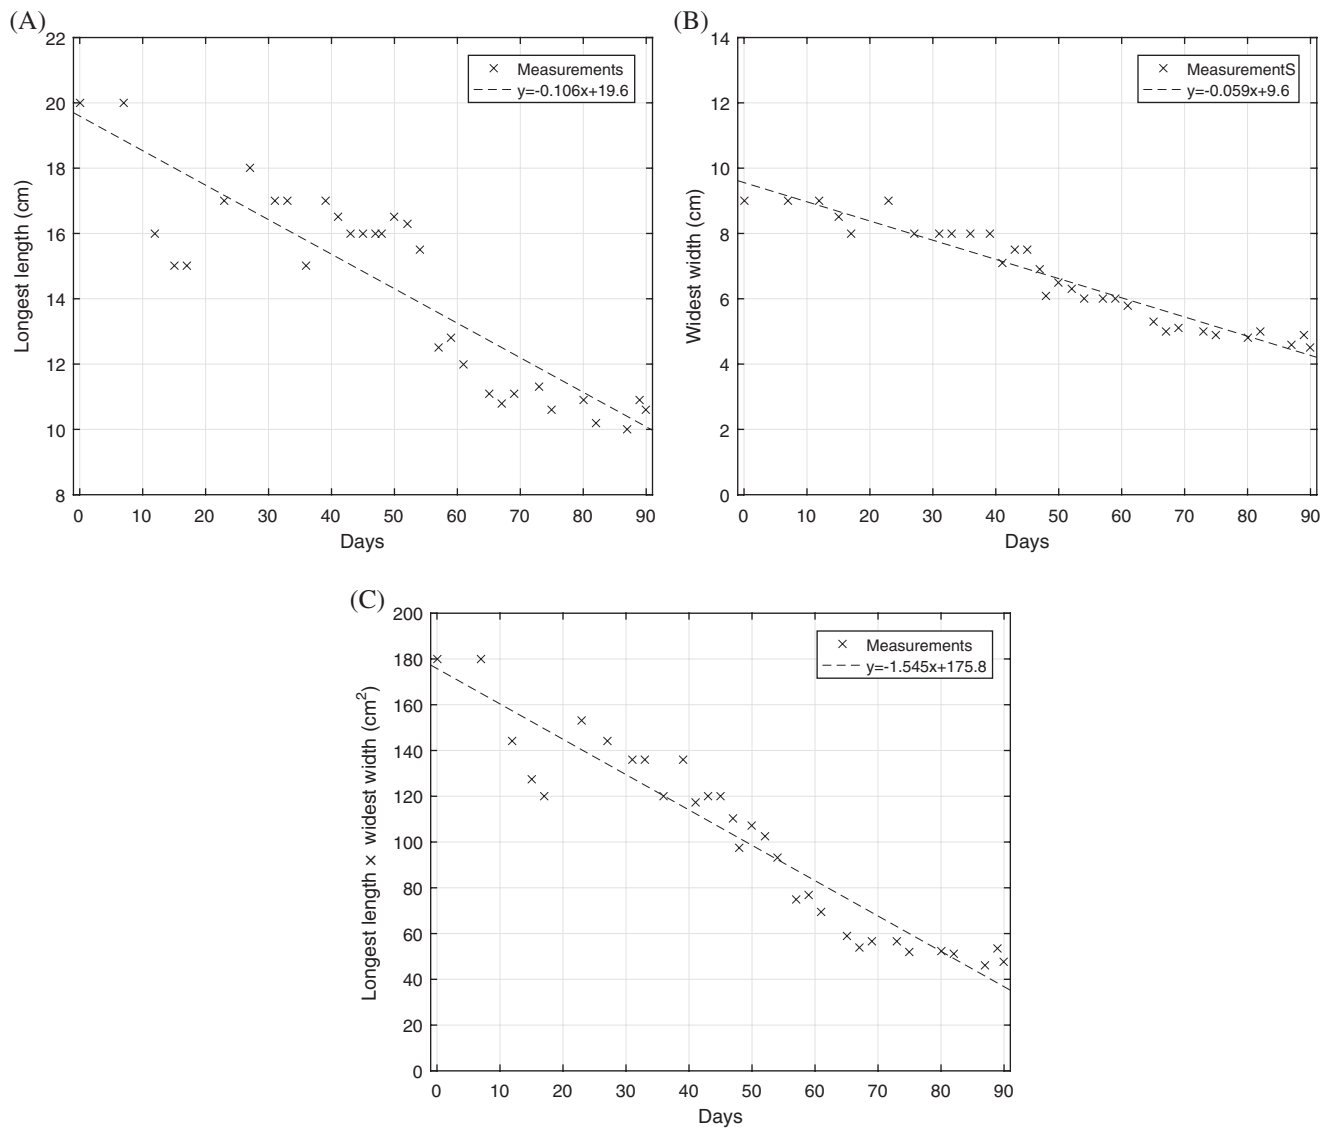 (A)
22
20
18
16
14
12
10
8
0 10 20 30 40 50 60 70 80 90
Days
Longest length (cm)
Measurements
y=-0.106x+19.6
(B)
14
12
10
8
6
4
2
0
0 10 20 30 40 50 60 70 80 90
Days
Widest width (cm)
MeasurementS
y=-0.059x+9.6
(C)
200
180
160
140
120
100
80
60
40
20
0
0 10 20 30 40 50 60 70 80 90
Days
Longest length × widest width (cm²)
Measurements
y=-1.545x+175.8